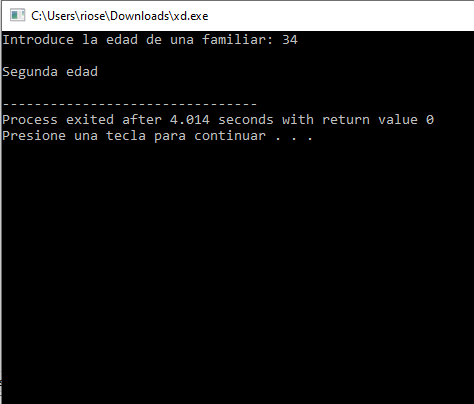 C:\Users\riose\Downloads\xd.exe
Introduce la edad de una familiar: 34
Segunda edad
--------------------------------
Process exited after 4.014 seconds with return value 0
Presione una tecla para continuar . . .